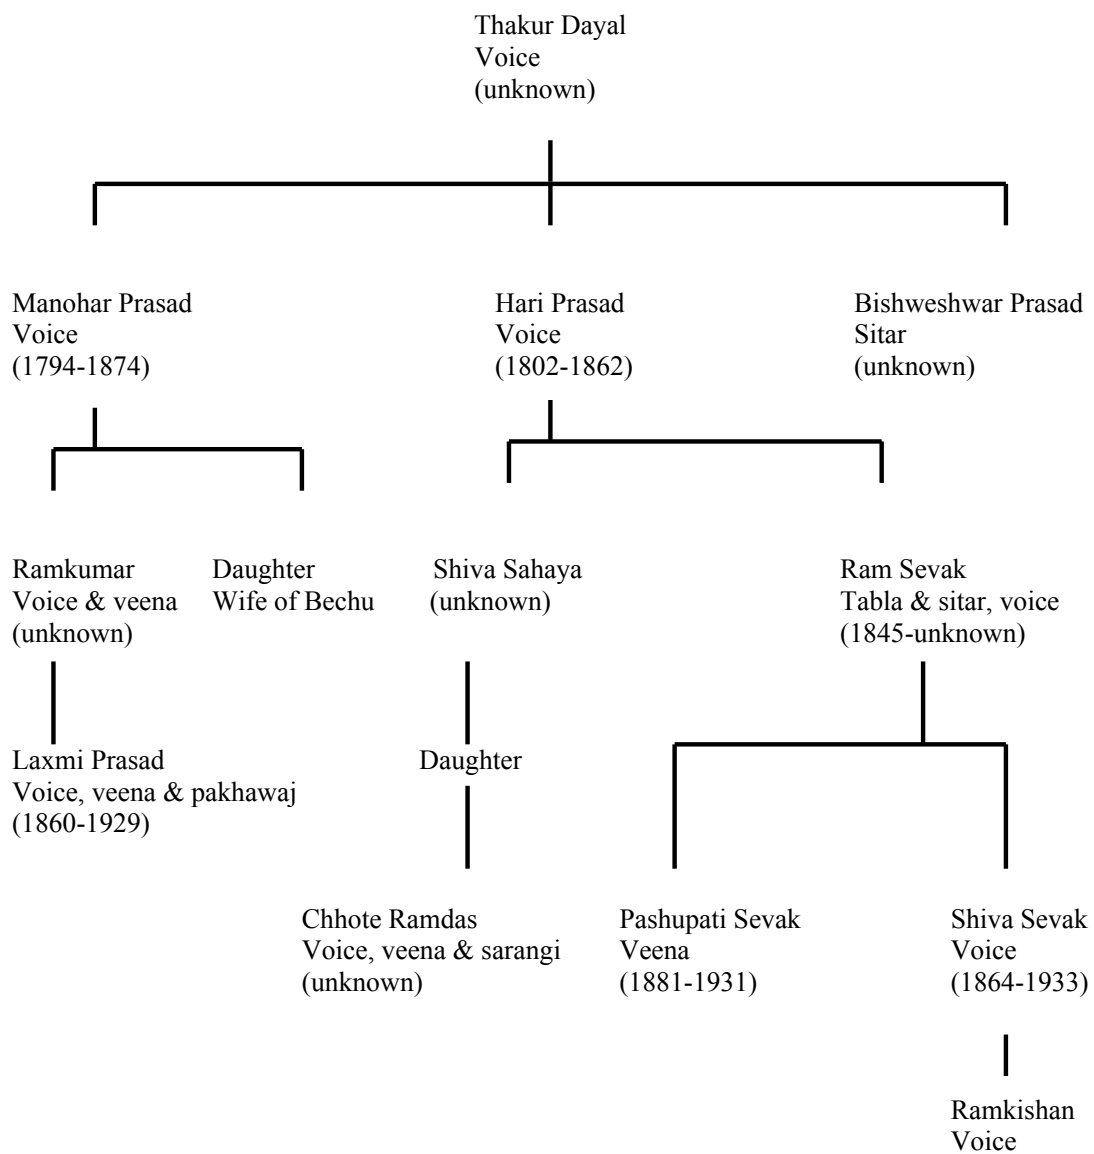 Thakur Dayal
Voice
(unknown)
Manohar Prasad
Voice
(1794-1874)
Hari Prasad
Voice
(1802-1862)
Bishweshwar Prasad
Sitar
(unknown)
Ramkumar
Voice & veena
(unknown)
Daughter
Wife of Bechu
Shiva Sahaya
(unknown)
Ram Sevak
Tabla & sitar, voice
(1845-unknown)
Laxmi Prasad
Voice, veena & pakhawaj
(1860-1929)
Daughter
Chhote Ramdas
Voice, veena & sarangi
(unknown)
Pashupati Sevak
Veena
(1881-1931)
Shiva Sevak
Voice
(1864-1933)
Ramkishan
Voice